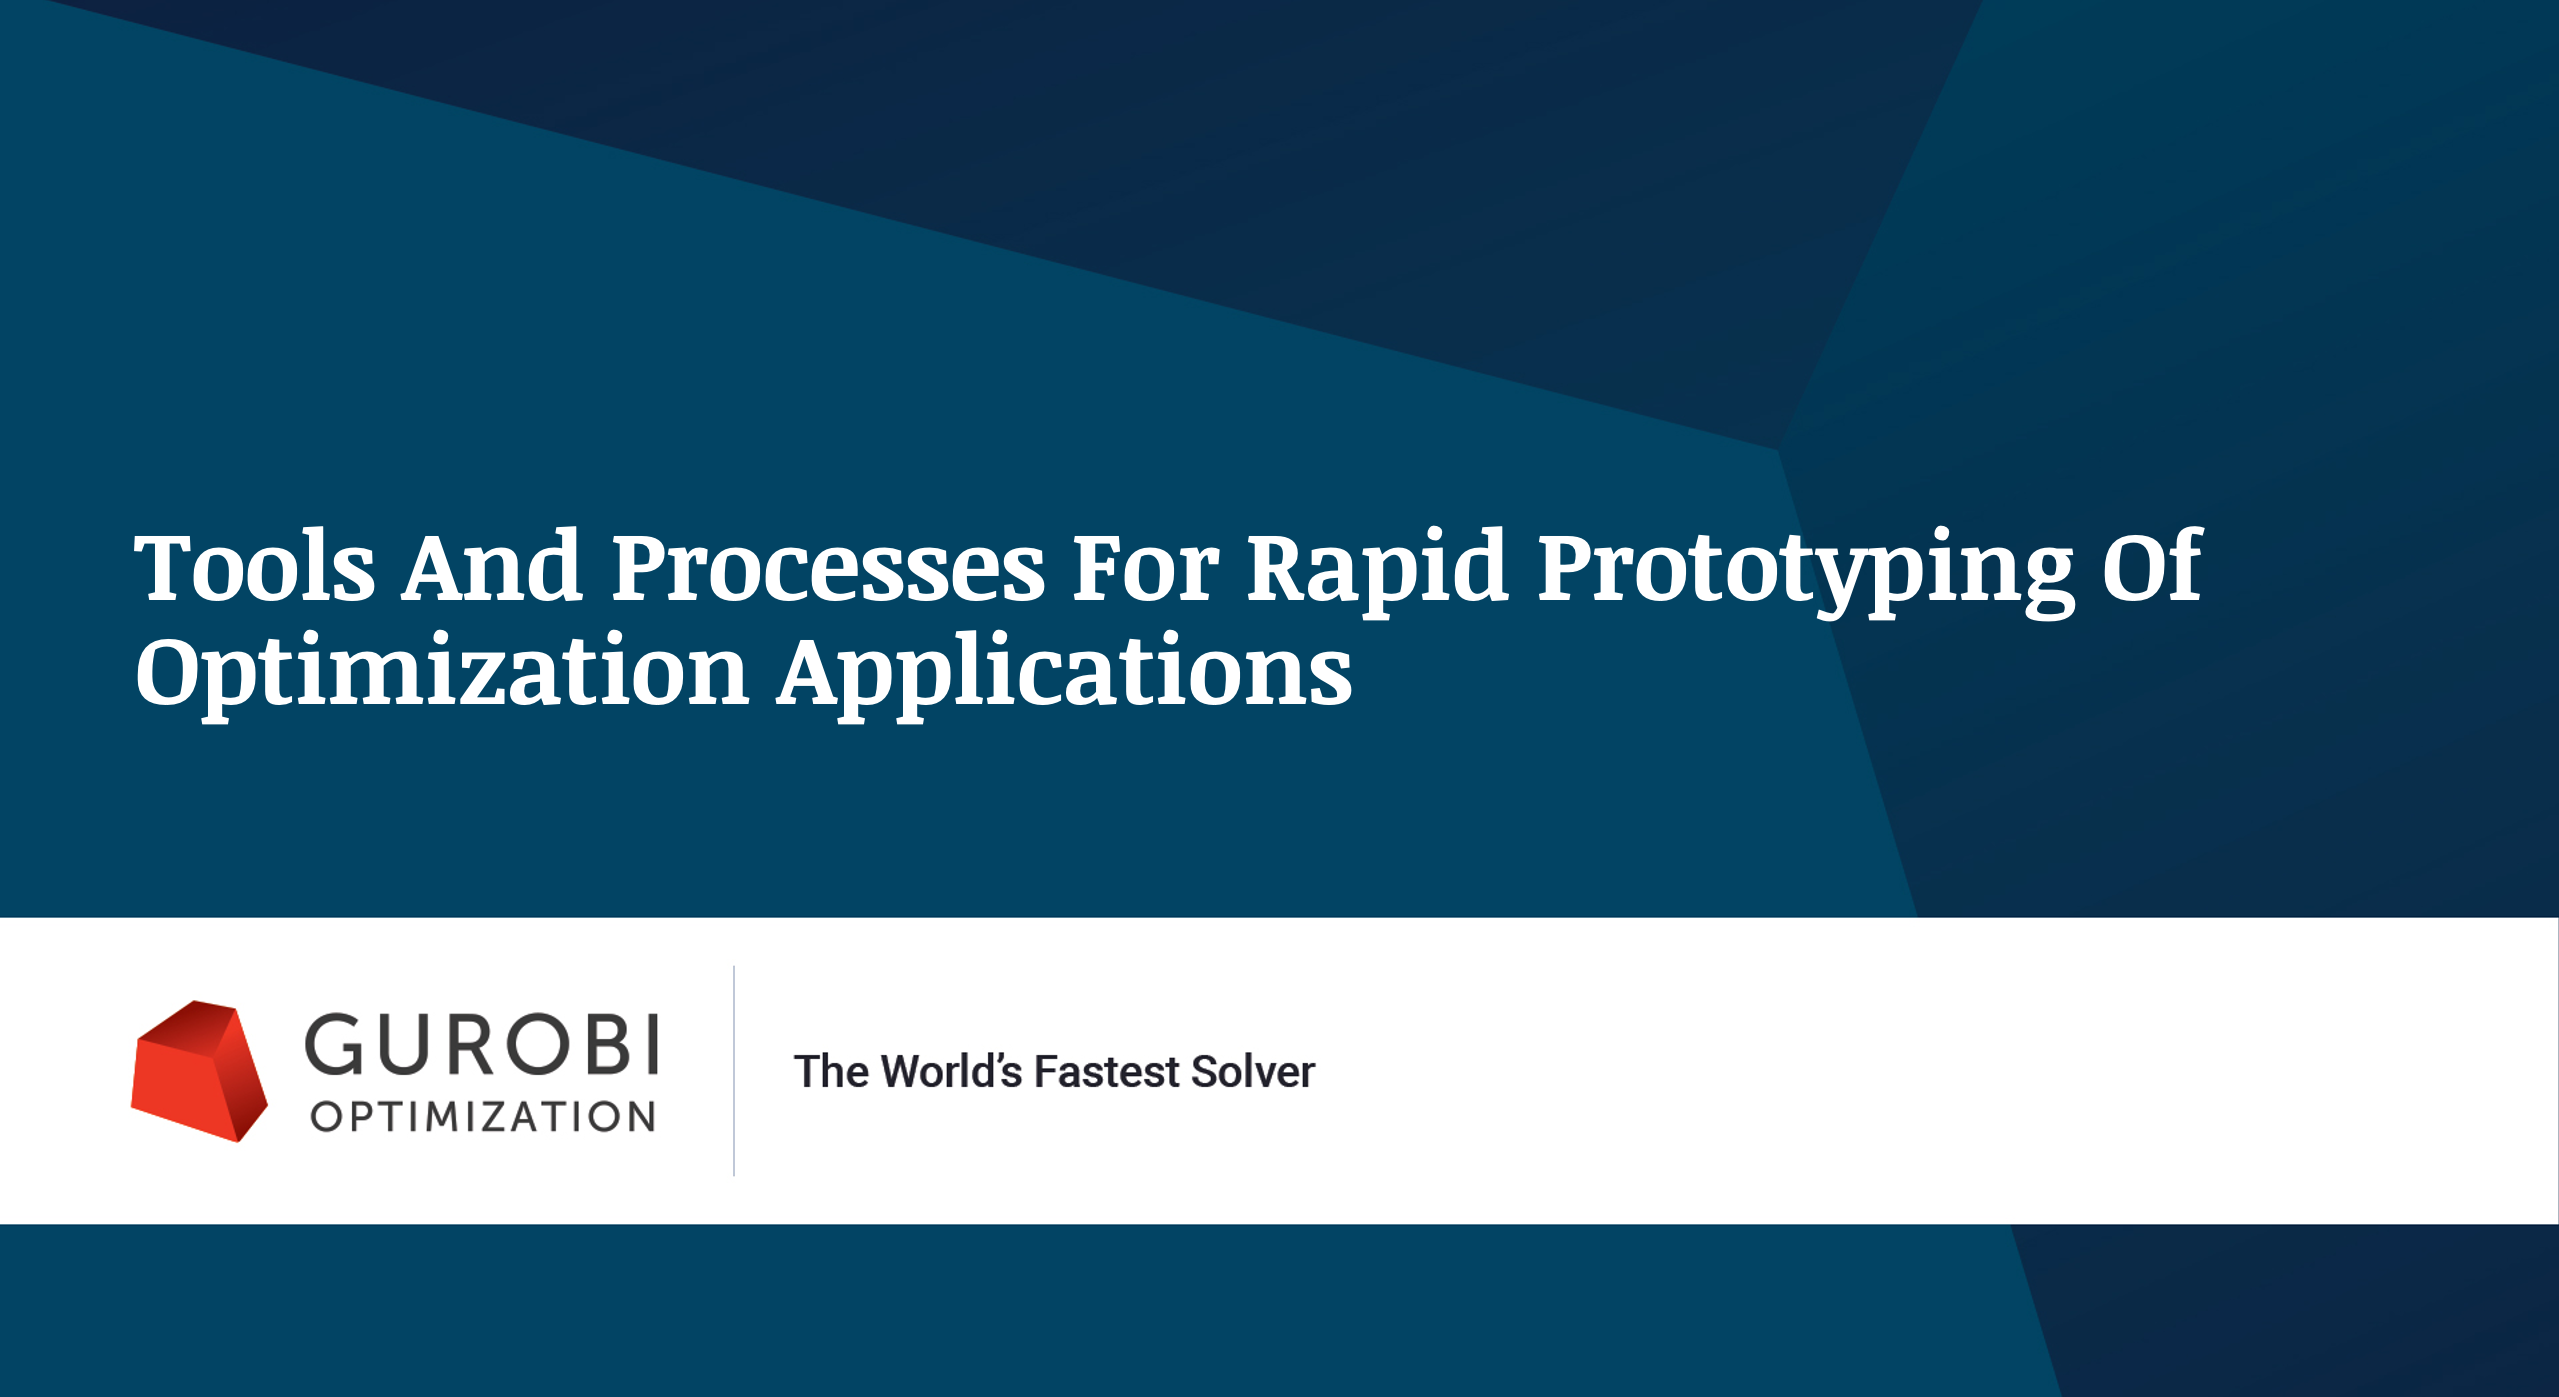 Tools And Processes For Rapid Prototyping Of
Optimization Applications
GUROBI
OPTIMIZATION
The World’s Fastest Solver